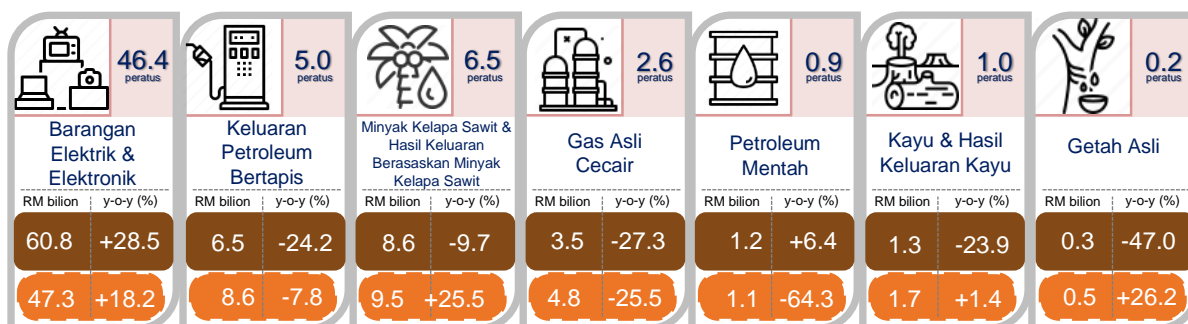 46.4
peratus
Barangan
Elektrik &
Elektronik
RM bilion y-o-y (%)
60.8 +28.5
47.3 +18.2
5.0
peratus
Keluaran
Petroleum
Bertapis
RM bilion y-o-y (%)
6.5 -24.2
8.6 -7.8
6.5
peratus
Minyak Kelapa Sawit &
Hasil Keluaran
Berasaskan Minyak
Kelapa Sawit
RM bilion y-o-y (%)
8.6 -9.7
9.5 +25.5
2.6
peratus
Gas Asli
Cecair
RM bilion y-o-y (%)
3.5 -27.3
4.8 -25.5
0.9
peratus
Petroleum
Mentah
RM bilion y-o-y (%)
1.2 +6.4
1.1 -64.3
1.0
peratus
Kayu & Hasil
Keluaran Kayu
RM bilion y-o-y (%)
1.3 -23.9
1.7 +1.4
0.2
peratus
Getah Asli
RM bilion y-o-y (%)
0.3 -47.0
0.5 +26.2